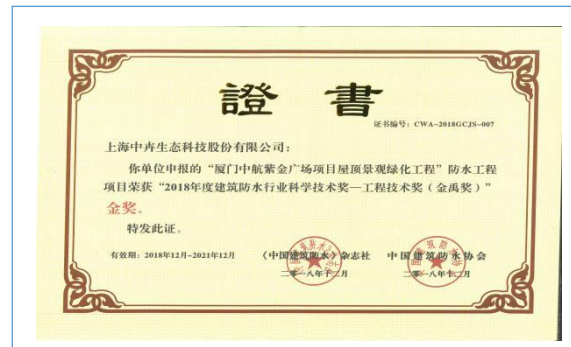 證 書
证书编号：CWA-2018GCJS-007
上海中卉生态科技股份有限公司：
你单位申报的“厦门中航紫金广场项目屋顶景观绿化工程”防水工程
项目荣获“2018年度建筑防水行业科学技术奖—工程技术奖（金禹奖）”
金奖。
特发此证。
有效期：2018年12月-2021年12月
《中国建筑防水》杂志社 中国建筑防水协会
二零一八年十二月 二零一八年十二月